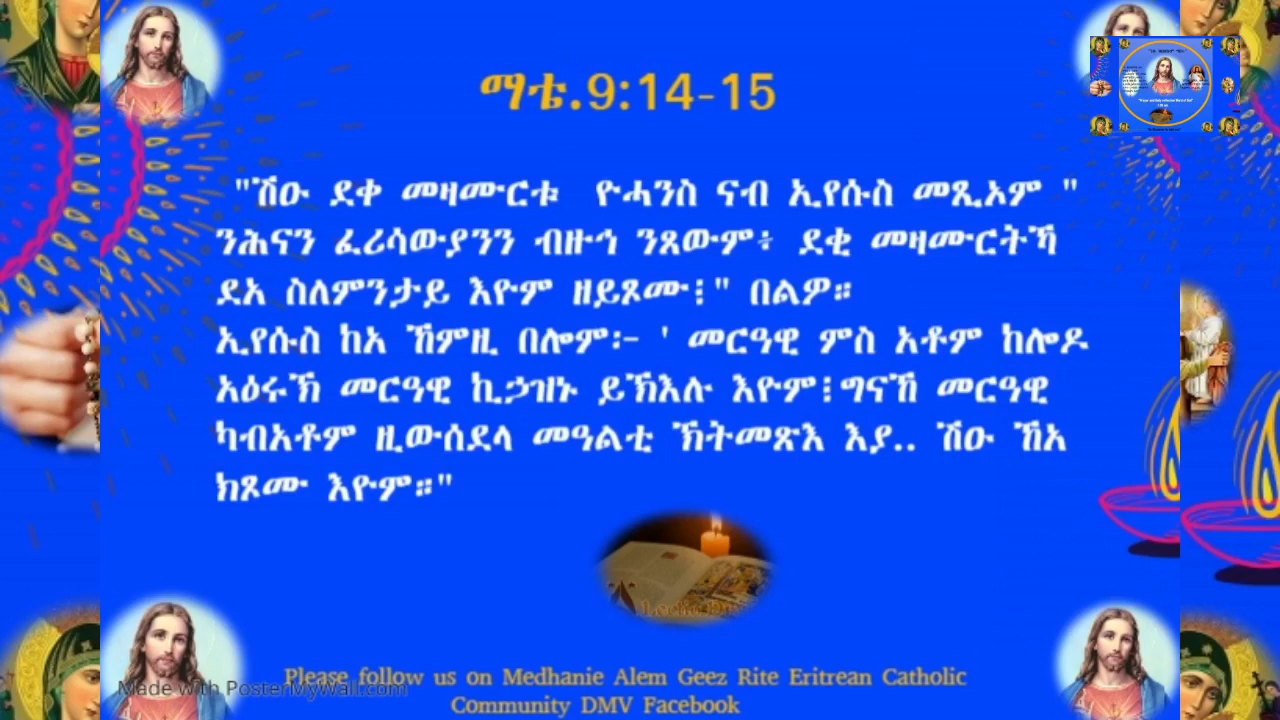 ማቴ.9:14-15
"ሽዑ ደቀ መዛሙርቱ ዮሓንስ ናብ ኢየሱስ መጺኦም "
ንሕናን ፈሪሳውያንን ብዙኅ ንጸውም፥ ደቂ መዛሙርትኻ
ደአ ስለምንታይ እዮም ዘይጾሙ፧" በልዎ።
ኢየሱስ ከአ ኸምዚ በሎም፡- ' መርዓዊ ምስ አቶም ከሎዶ
አዕሩኽ መርዓዊ ኪኃዝኑ ይኽእሉ እዮም፧ግናኸ መርዓዊ
ካብአቶም ዚውሰደላ መዓልቲ ኽትመጽእ እያ.. ሽዑ ኸአ
ክጾሙ እዮም።"
Please follow us on Medhanie Alem Geez Rite Eritrean Catholic
Community DMV Facebook
Made with PosterMyWall.com